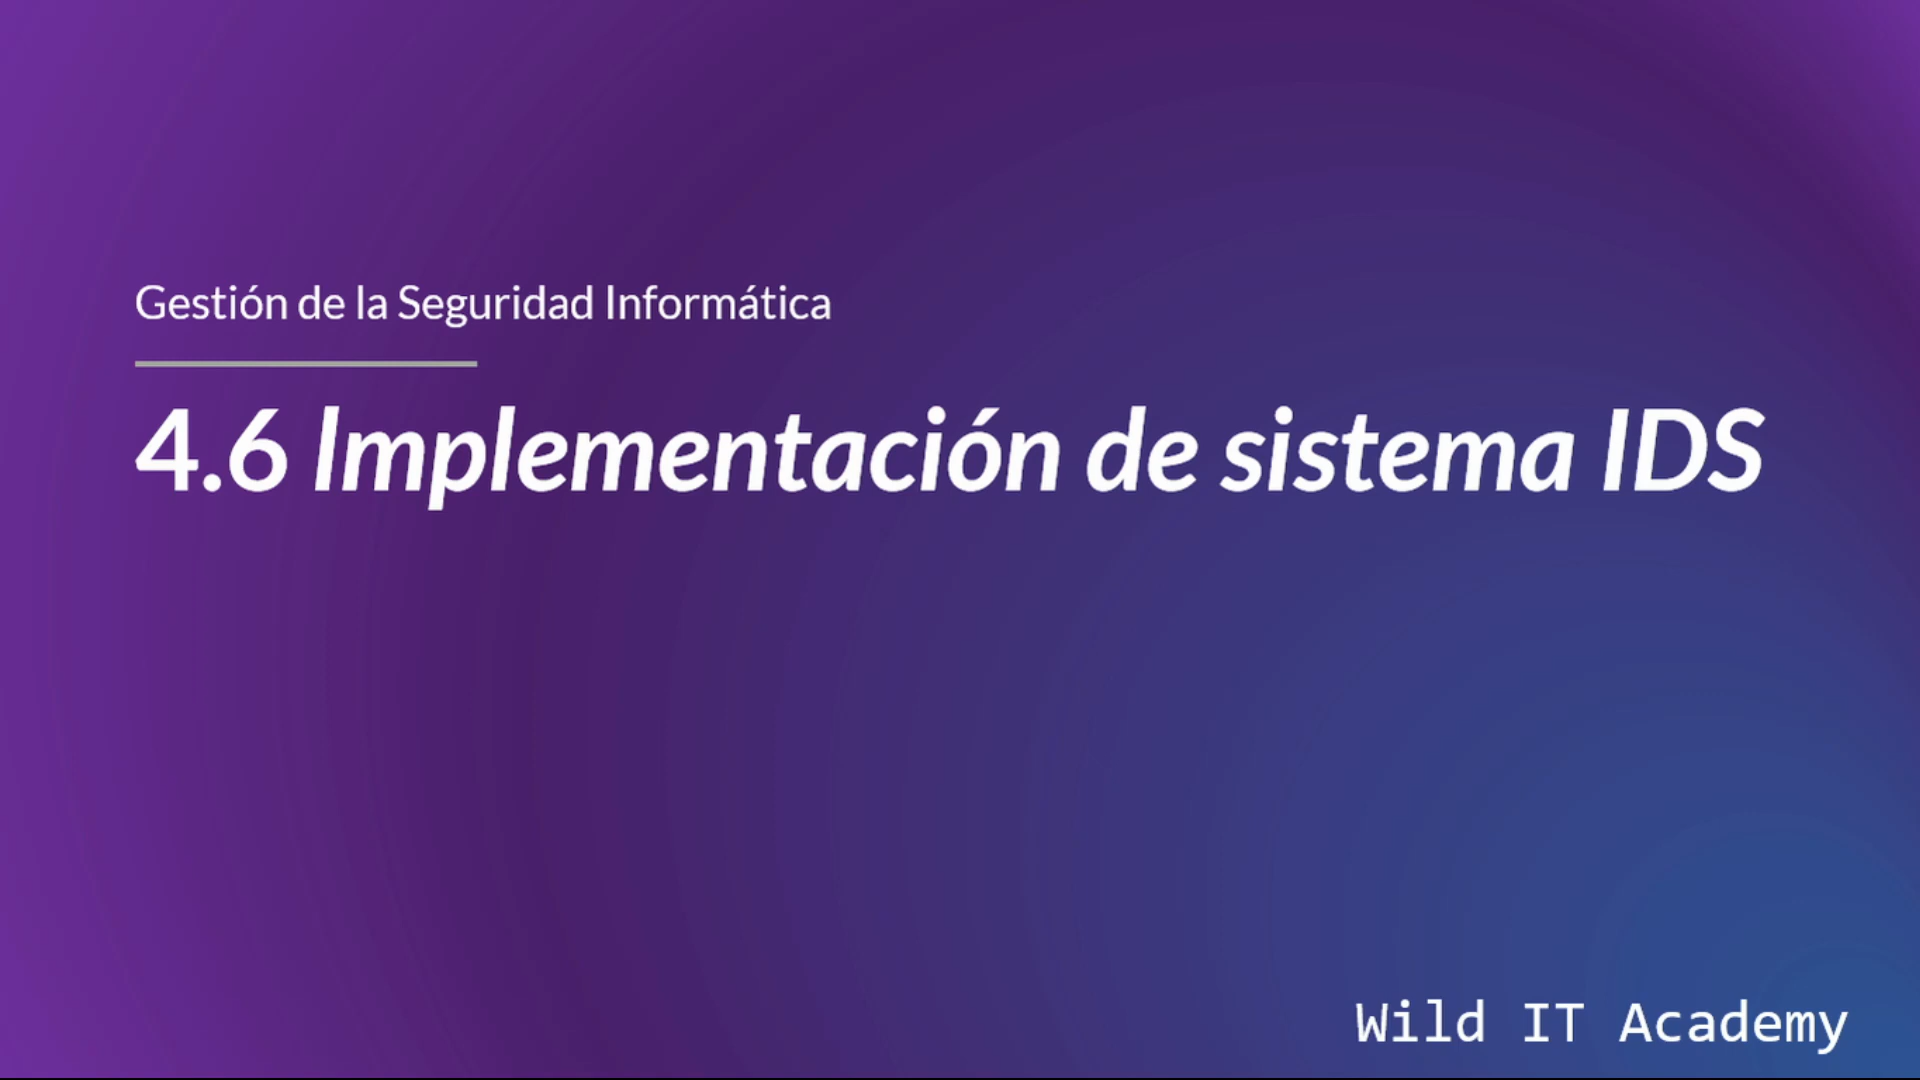 Gestión de la Seguridad Informática
4.6 Implementación de sistema IDS
Wild IT Academy